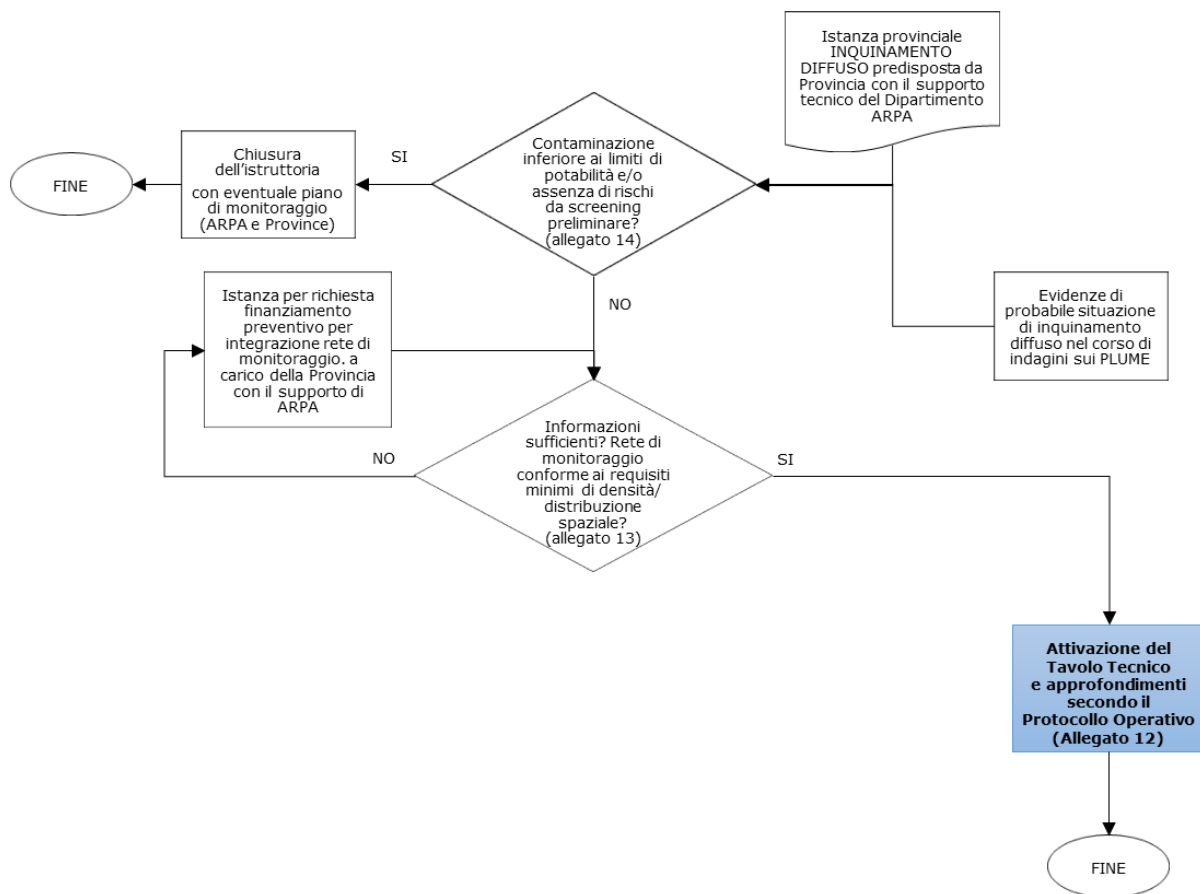 Istanza provinciale
INQUINAMENTO
DIFFUSO predisposta da
Provincia con il supporto
tecnico del Dipartimento
ARPA
Contaminazione
inferiore ai limiti di
potabilità e/o
assenza di rischi
da screening
preliminare?
(allegato 14)
SI
Chiusura
dell'istruttoria
con eventuale piano
di monitoraggio
(ARPA e Province)
FINE
Evidenze di
probabile situazione
di inquinamento
diffuso nel corso di
indagini sui PLUME
NO
Istanza per richiesta
finanziamento
preventivo per
integrazione rete di
monitoraggio. a
carico della Provincia
con il supporto di
ARPA
Informazioni
sufficienti? Rete di
monitoraggio
conforme ai requisiti
minimi di densità/
distribuzione
spaziale?
(allegato 13)
NO
SI
Attivazione del
Tavolo Tecnico
e approfondimenti
secondo il
Protocollo Operativo
(Allegato 12)
FINE